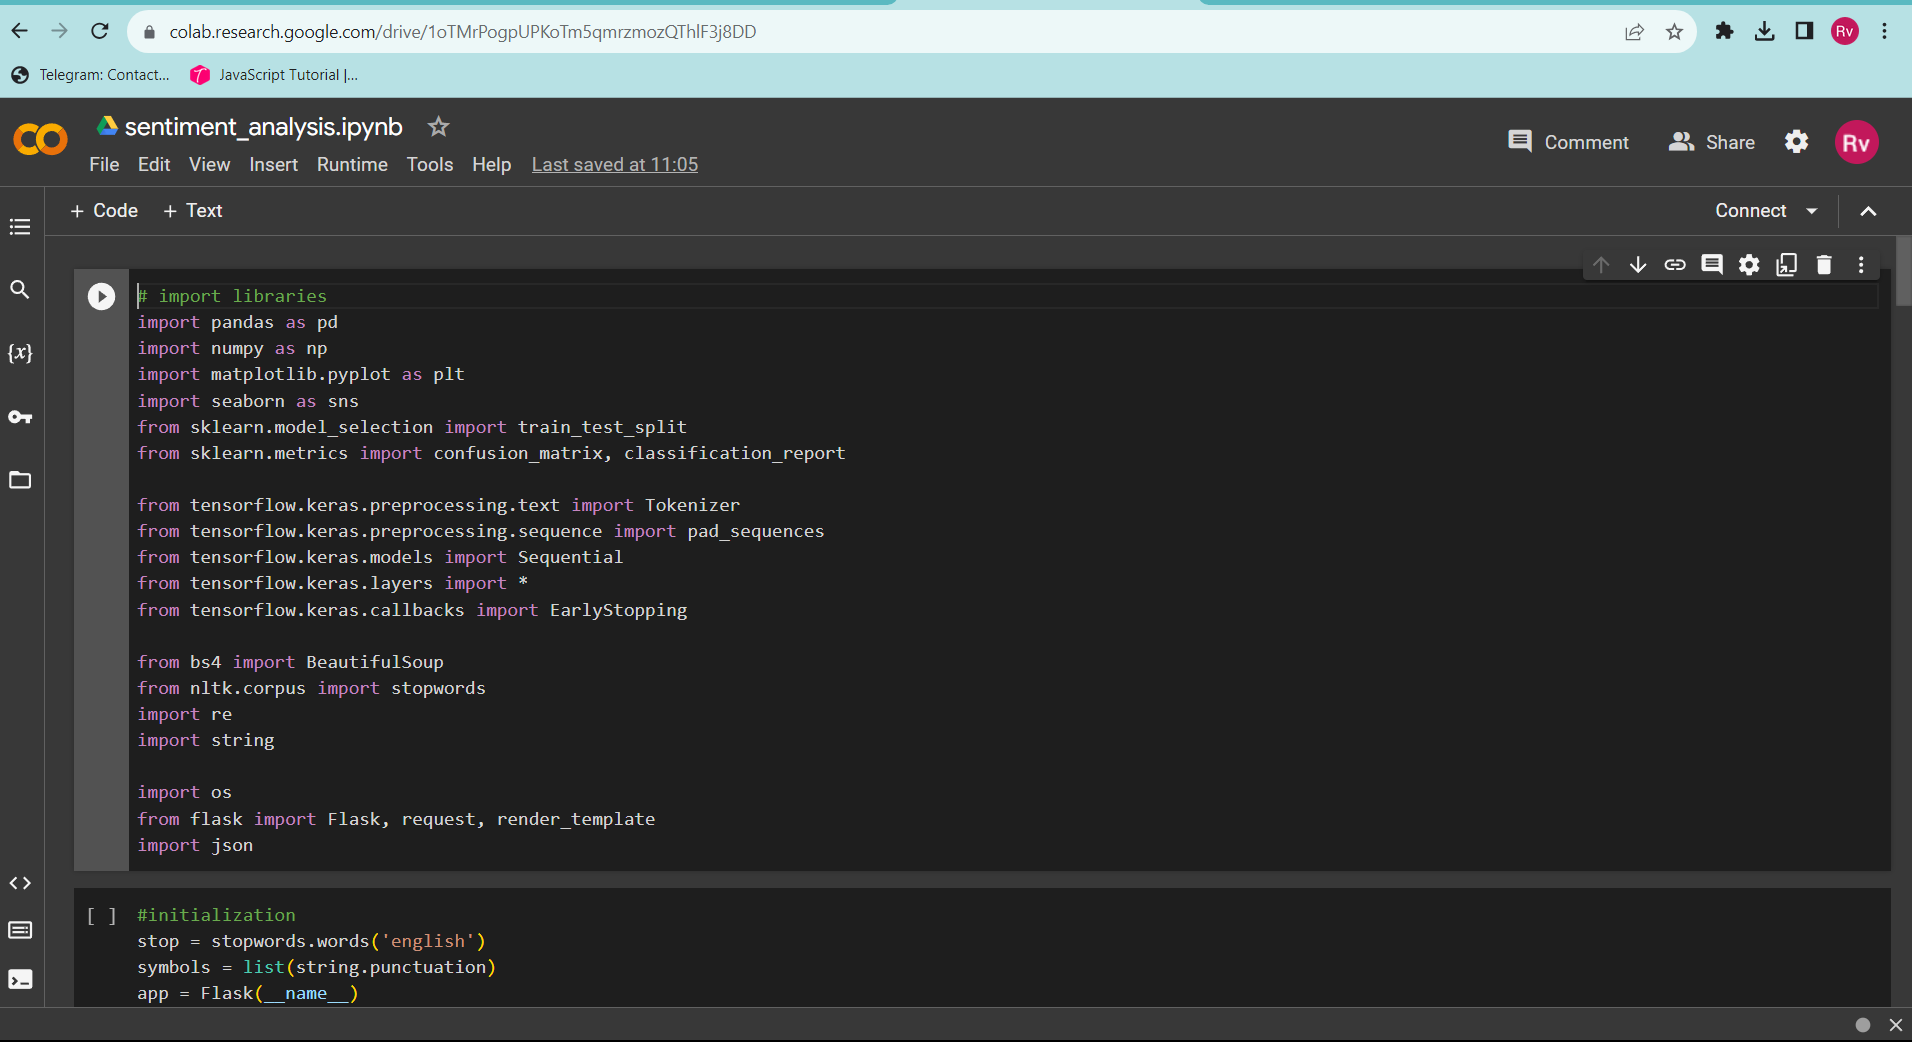 colab.research.google.com/drive/1oTMrPogpUPKoTm5qmrzmozQThlF3j8DD
Rv
Telegram: Contact...
JavaScript Tutorial |...
sentiment_analysis.ipynb
File Edit View Insert Runtime Tools Help Last saved at 11:05
Comment
Share
Rv
+ Code + Text
Connect
{x}
# import libraries
import pandas as pd
import numpy as np
import matplotlib.pyplot as plt
import seaborn as sns
from sklearn.model_selection import train_test_split
from sklearn.metrics import confusion_matrix, classification_report
from tensorflow.keras.preprocessing.text import Tokenizer
from tensorflow.keras.preprocessing.sequence import pad_sequences
from tensorflow.keras.models import Sequential
from tensorflow.keras.layers import *
from tensorflow.keras.callbacks import EarlyStopping
from bs4 import BeautifulSoup
from nltk.corpus import stopwords
import re
import string
import os
from flask import Flask, request, render_template
import json
[ ] #initialization
stop = stopwords.words('english')
symbols = list(string.punctuation)
app = Flask(__name__)